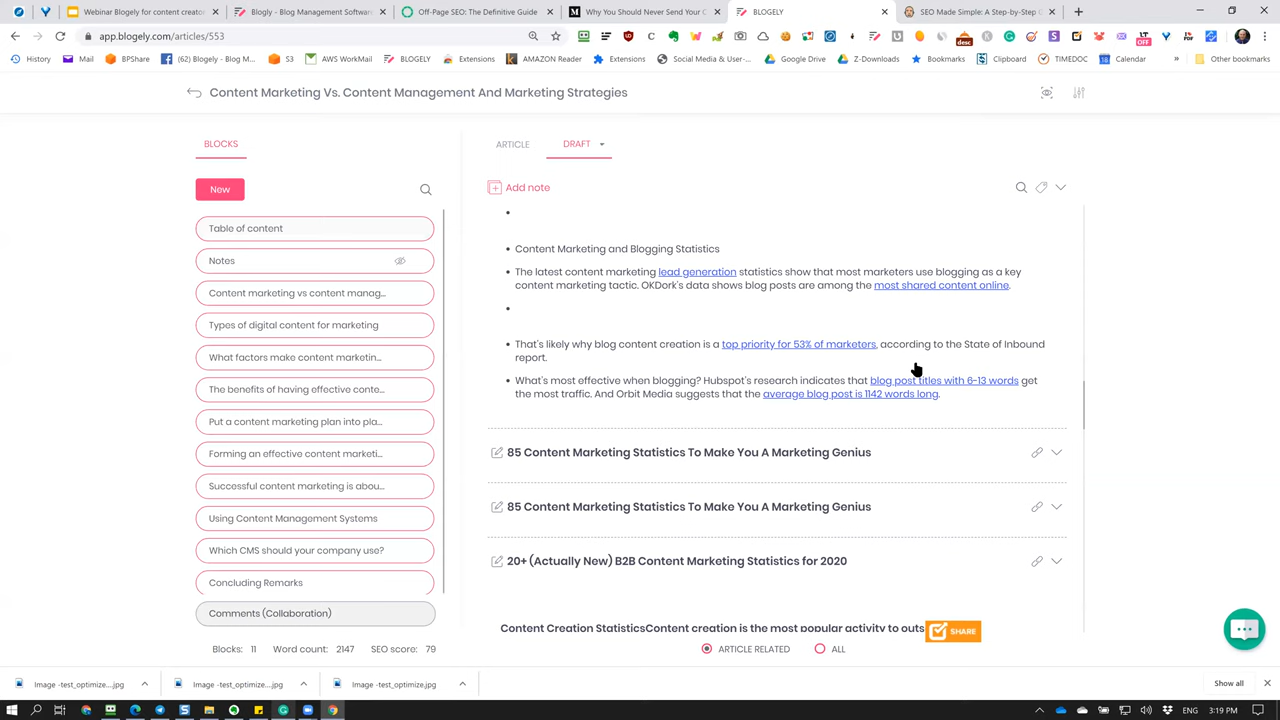 Webinar Blogely for content creator
Blogly - Blog Management Software
Off-Page SEO: The Definitive Guide
Why You Should Never Send Your C
BLOGELY
SEO Made Simple: A Step-by-Step G
app.blogely.com/articles/553
History
Mail
BPShare
(62) Blogely - Blog M...
S3
AWS WorkMail
BLOGELY
Extensions
AMAZON Reader
Extensions
Social Media & User-...
Google Drive
Z-Downloads
Bookmarks
Clipboard
TIMEDOC
Calendar
»
Other bookmarks
Content Marketing Vs. Content Management And Marketing Strategies
BLOCKS
ARTICLE
DRAFT
New
Add note
Table of content
Notes
Content marketing vs content manag...
Types of digital content for marketing
What factors make content marketin...
The benefits of having effective conte...
Put a content marketing plan into pla...
Forming an effective content marketi...
Successful content marketing is abou...
Using Content Management Systems
Which CMS should your company use?
Concluding Remarks
Comments (Collaboration)
Blocks: 11 Word count: 2147 SEO score: 79
• Content Marketing and Blogging Statistics
• The latest content marketing lead generation statistics show that most marketers use blogging as a key
content marketing tactic. OKDork's data shows blog posts are among the most shared content online.
• That's likely why blog content creation is a top priority for 53% of marketers, according to the State of Inbound
report.
• What's most effective when blogging? Hubspot's research indicates that blog post titles with 6-13 words get
the most traffic. And Orbit Media suggests that the average blog post is 1142 words long.
85 Content Marketing Statistics To Make You A Marketing Genius
85 Content Marketing Statistics To Make You A Marketing Genius
20+ (Actually New) B2B Content Marketing Statistics for 2020
Content Creation StatisticsContent creation is the most popular activity to outs
SHARE
ARTICLE RELATED
ALL
Image -test_optimize....jpg
Image -test_optimize....jpg
Image -test_optimize.jpg
Show all
ENG
3:19 PM